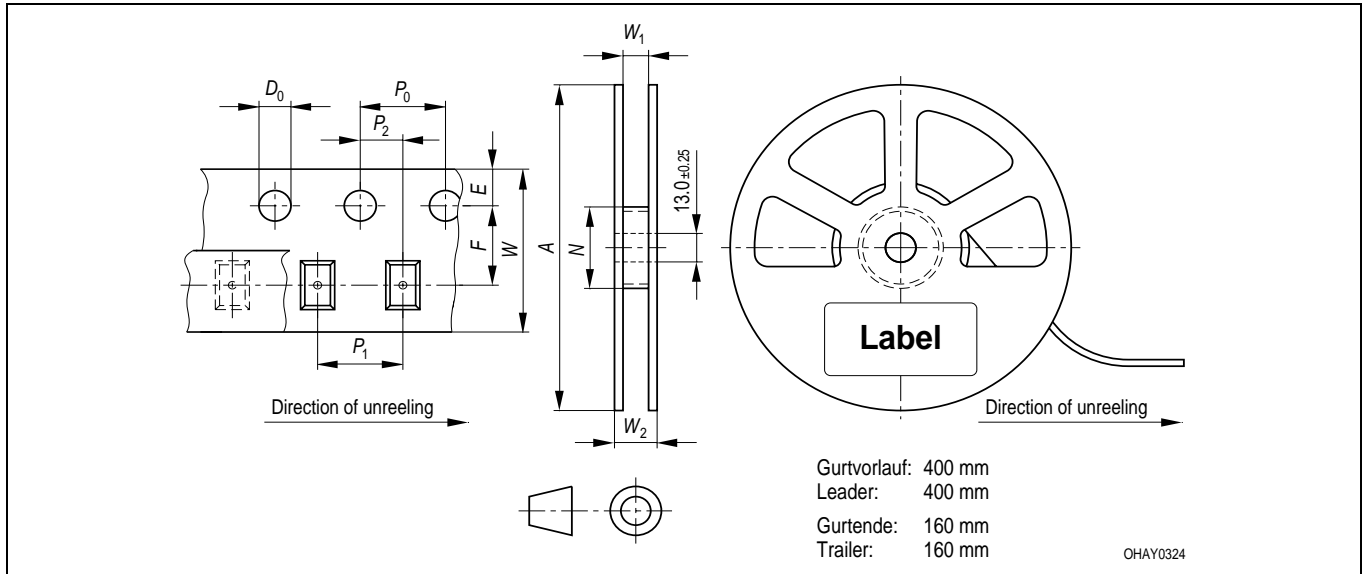 W1
D0
P0
P2
E
F
W
A
N
13.0 ±0.25
P1
W2
Label
Direction of unreeling
Direction of unreeling
Gurtvorlauf: 400 mm
Leader: 400 mm
Gurtende: 160 mm
Trailer: 160 mm
OHAY0324